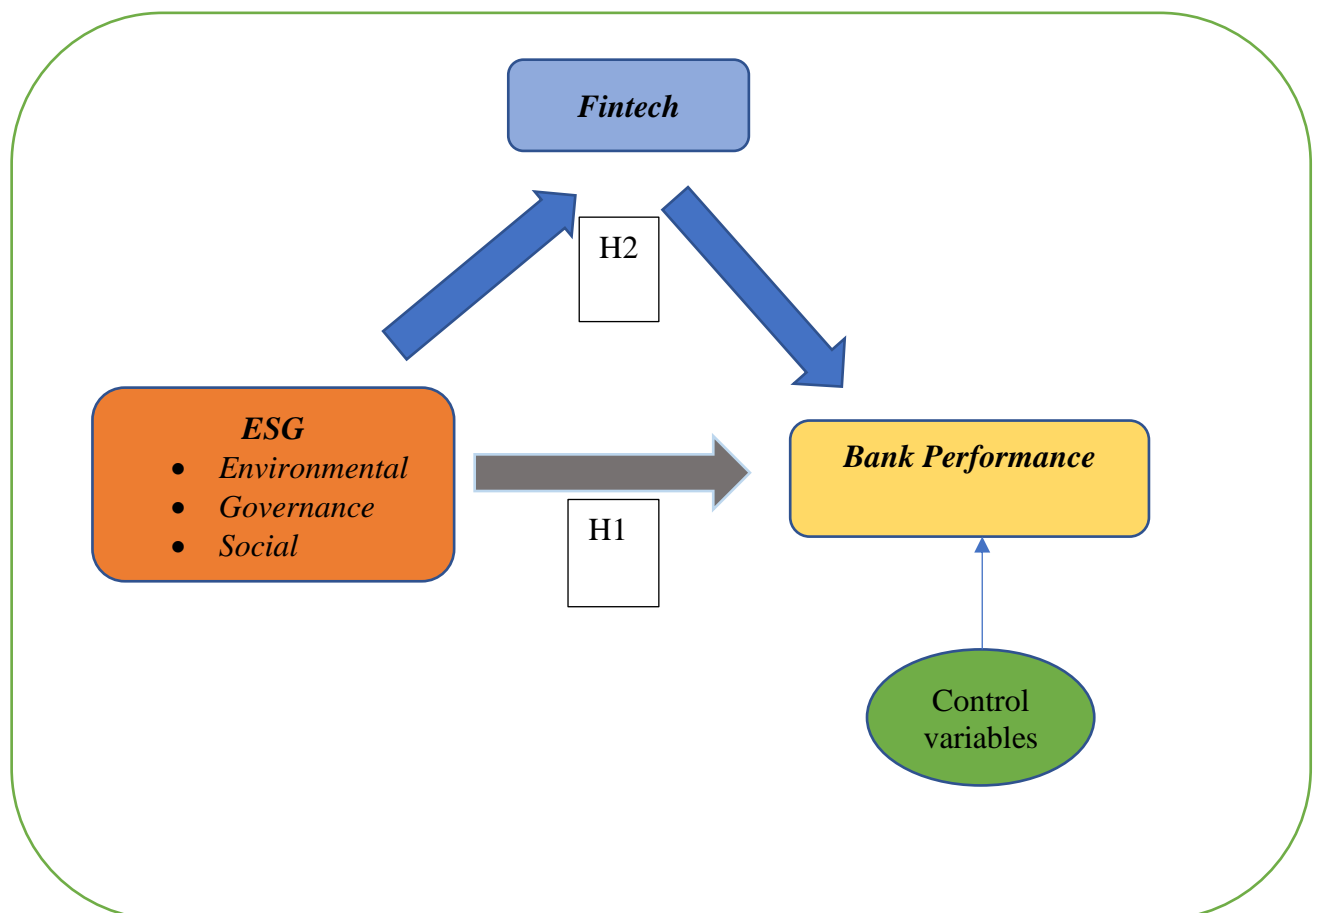 Fintech
H2
ESG
• Environmental
• Governance
• Social
Bank Performance
H1
Control
variables